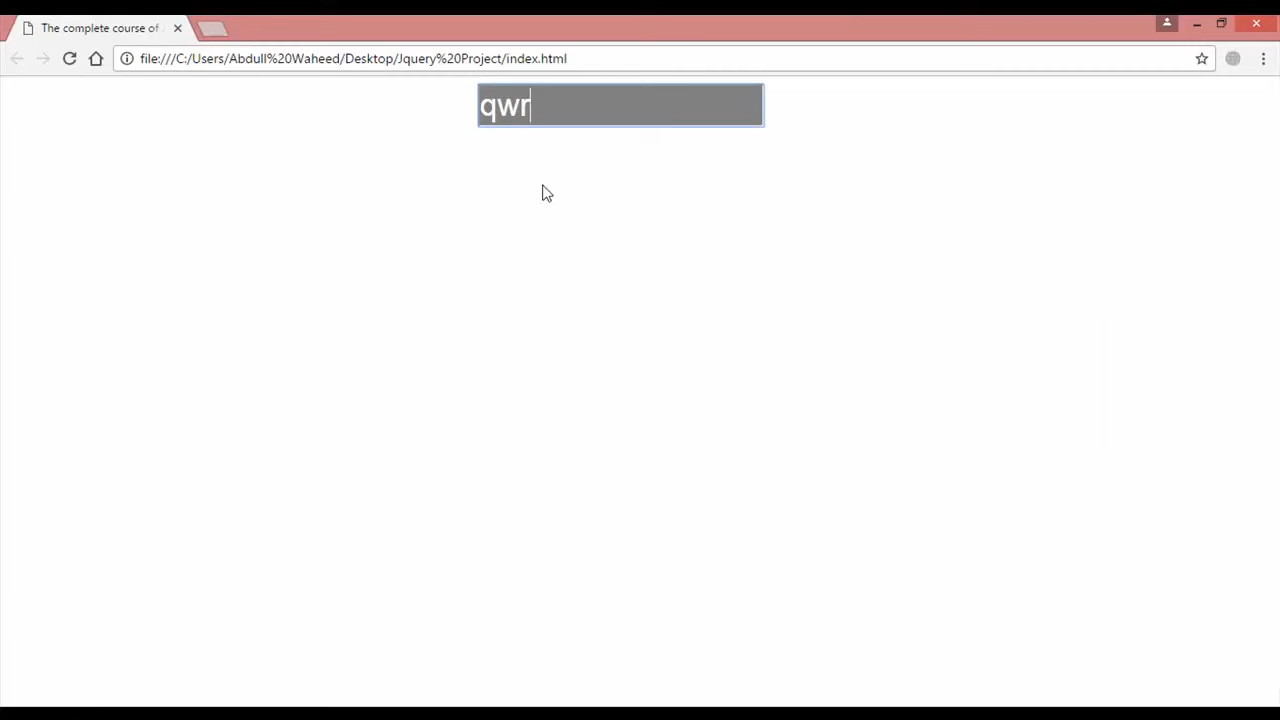 The complete course of
file:///C:/Users/Abdull%20Waheed/Desktop/Jquery%20Project/index.html
qwr